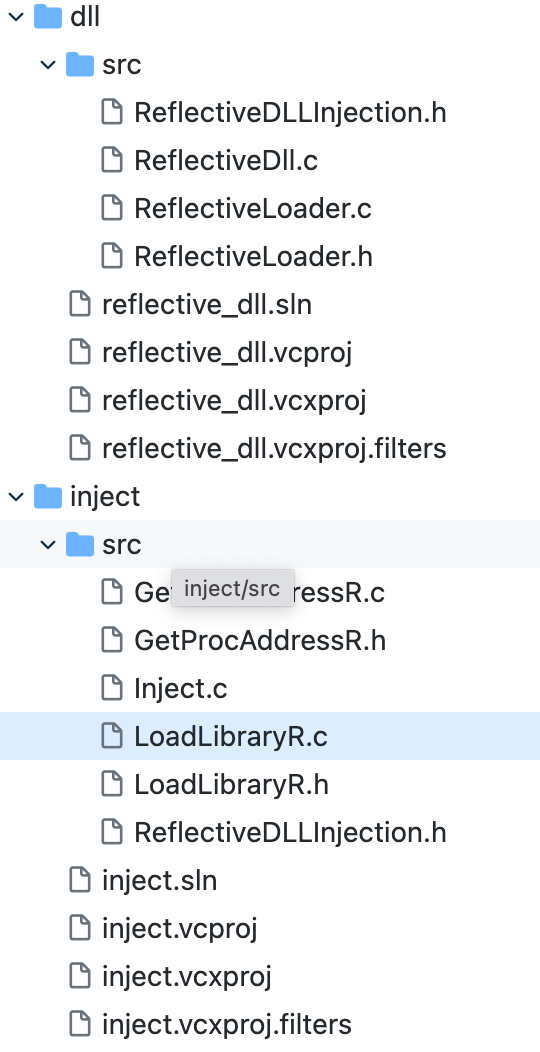 dll
src
ReflectiveDLLInjection.h
ReflectiveDll.c
ReflectiveLoader.c
ReflectiveLoader.h
reflective_dll.sln
reflective_dll.vcproj
reflective_dll.vcxproj
reflective_dll.vcxproj.filters
inject
src
Ge inject/src ressR.c
GetProcAddressR.h
Inject.c
LoadLibraryR.c
LoadLibraryR.h
ReflectiveDLLInjection.h
inject.sln
inject.vcproj
inject.vcxproj
inject.vcxproj.filters